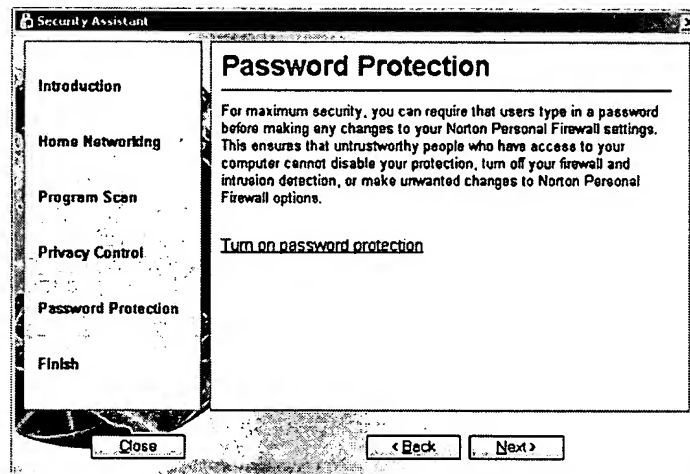 Security Assistant
Introduction
Home Networking
Program Scan
Privacy Control
Password Protection
Finish
Password Protection
For maximum security, you can require that users type in a password
before making any changes to your Norton Personal Firewall settings.
This ensures that untrustworthy people who have access to your
computer cannot disable your protection, turn off your firewall and
intrusion detection, or make unwanted changes to Norton Personal
Firewall options.
Turn on password protection
Close
< Back
Next >